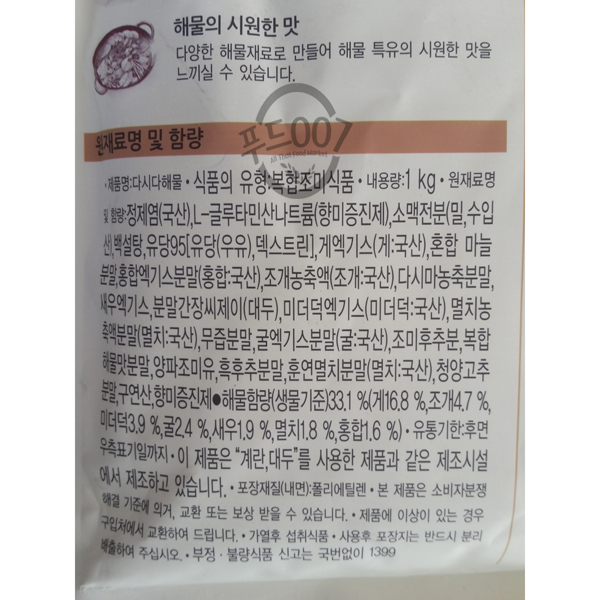 해물의 시원한 맛
다양한 해물재료로 만들어 해물 특유의 시원한 맛을
느끼실 수 있습니다.
푸드007
All That Food Market
원재료명 및 함량
•제품명:다시다해물 • 식품의 유형:복합조미식품 • 내용량:1 kg • 원재료명
및 함량:정제염(국산),L-글루타민산나트륨(향미증진제),소맥전분(밀,수입
산),백설탕,유당95[유당(우유),덱스트린],게엑기스(게:국산),혼합 마늘
분말,홍합엑기스분말(홍합:국산),조개농축액(조개:국산),다시마농축분말,
새우엑기스,분말간장씨제이(대두),미더덕엑기스(미더덕:국산),멸치농
축액분말(멸치:국산),무즙분말,굴엑기스분말(굴:국산),조미후추분,복합
해물맛분말,양파조미유,흑후추분말,훈연멸치분말(멸치:국산),청양고추
분말,구연산,향미증진제●해물함량(생물기준)33.1 %(게16.8 %,조개4.7 %,
미더덕3.9 %,굴2.4 %,새우1.9 %,멸치1.8 %,홍합1.6 %) • 유통기한:후면
우측표기일까지 • 이 제품은 "계란,대두"를 사용한 제품과 같은 제조시설
에서 제조하고 있습니다. • 포장재질(내면):폴리에틸렌 • 본 제품은 소비자분쟁
해결 기준에 의거, 교환 또는 보상 받을 수 있습니다. • 제품에 이상이 있는 경우
구입처에서 교환하여 드립니다. • 가열후 섭취식품 • 사용후 포장지는 반드시 분리
배출하여 주십시오. • 부정 · 불량식품 신고는 국번없이 1399